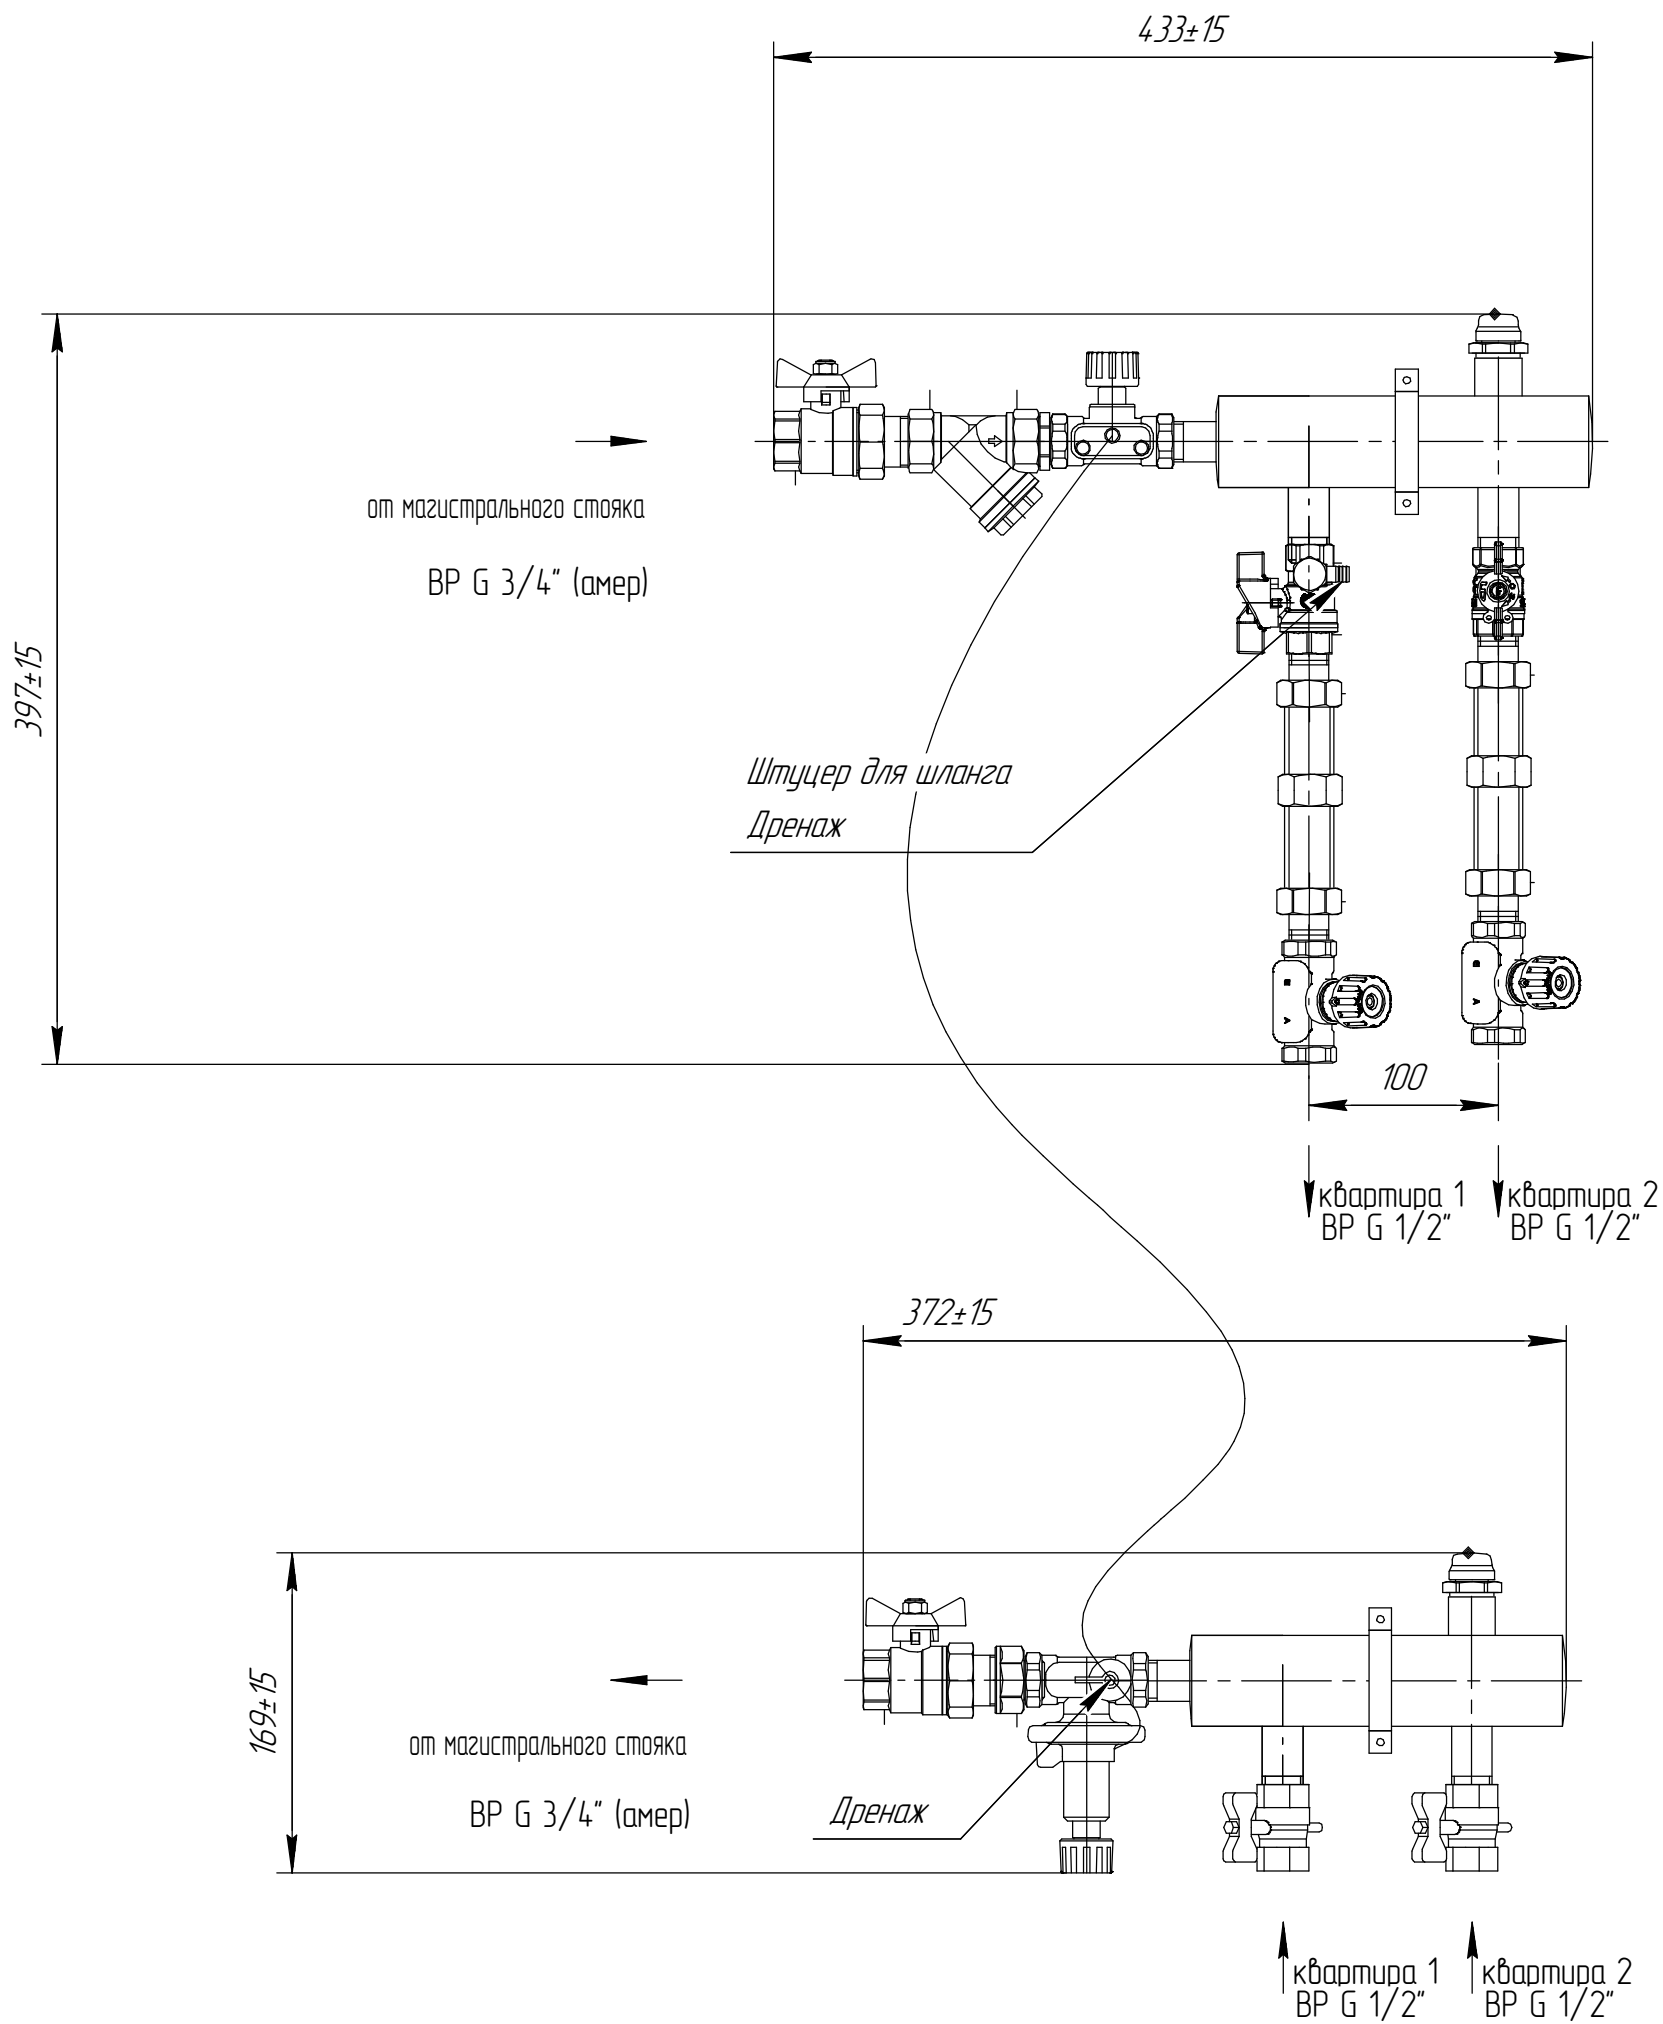 433±15
от магистрального стояка
ВР G 3/4" (амер)
397±15
Штуцер для шланга
Дренаж
B
A
B
A
100
квартира 1
ВР G 1/2"
квартира 2
ВР G 1/2"
372±15
169±15
от магистрального стояка
ВР G 3/4" (амер)
Дренаж
квартира 1
ВР G 1/2"
квартира 2
ВР G 1/2"